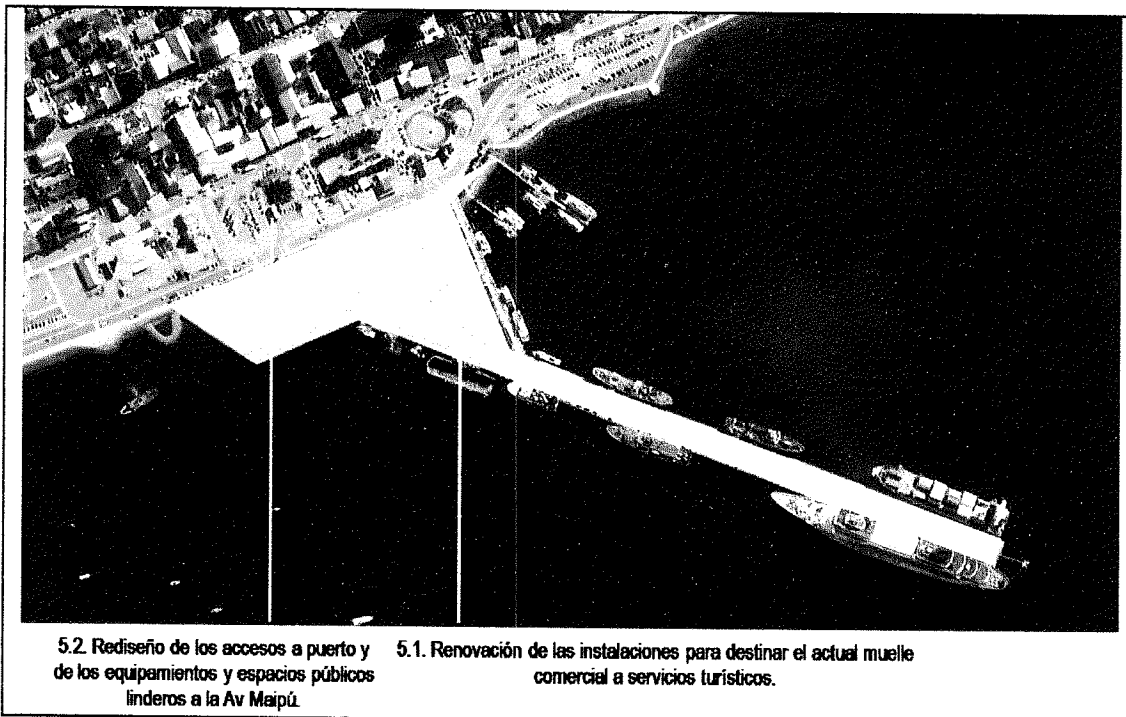 5.2. Rediseño de los accesos a puerto y
de los equipamientos y espacios públicos
linderos a la Av Maipú.
5.1. Renovación de las instalaciones para destinar el actual muelle
comercial a servicios turísticos.